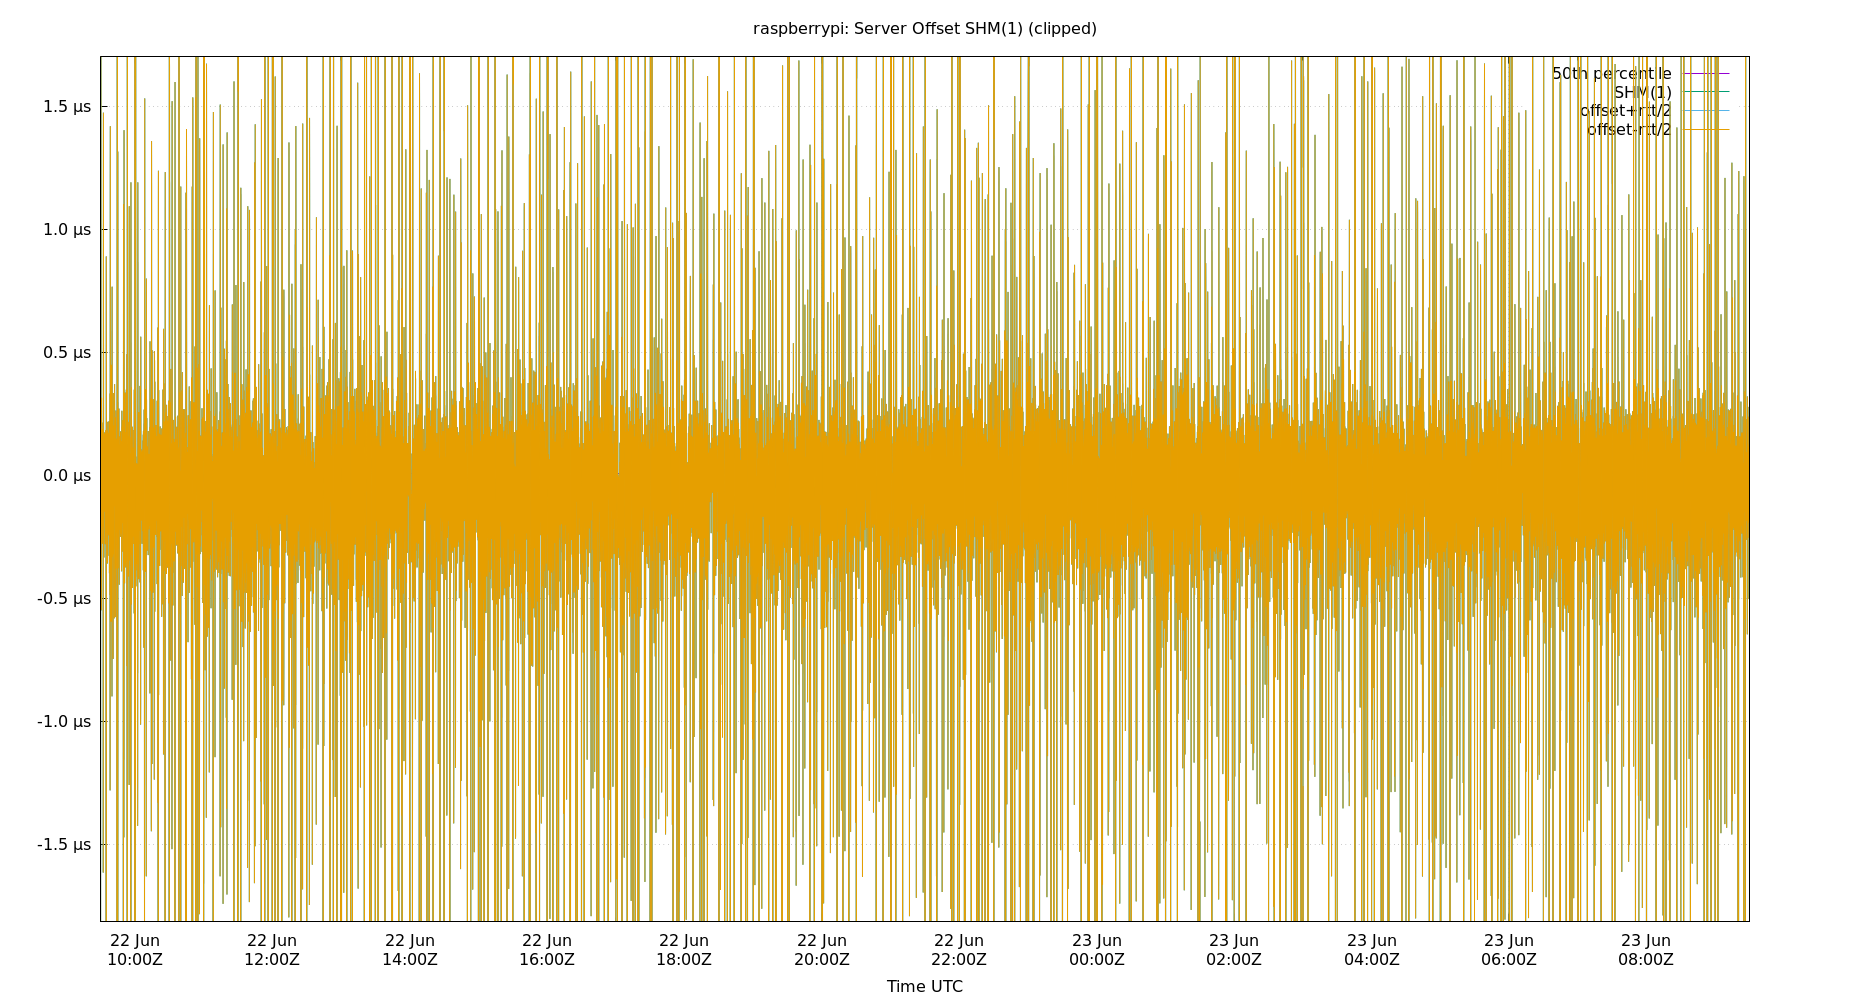 raspberrypi: Server Offset SHM(1) (clipped)
50th percentile
SHM(1)
offset+rtt/2
offset-rtt/2
1.5 µs
1.0 µs
0.5 µs
0.0 µs
-0.5 µs
-1.0 µs
-1.5 µs
22 Jun 22 Jun 22 Jun 22 Jun 22 Jun 22 Jun 22 Jun 23 Jun 23 Jun 23 Jun 23 Jun 23 Jun
10:00Z 12:00Z 14:00Z 16:00Z 18:00Z 20:00Z 22:00Z 00:00Z 02:00Z 04:00Z 06:00Z 08:00Z
Time UTC